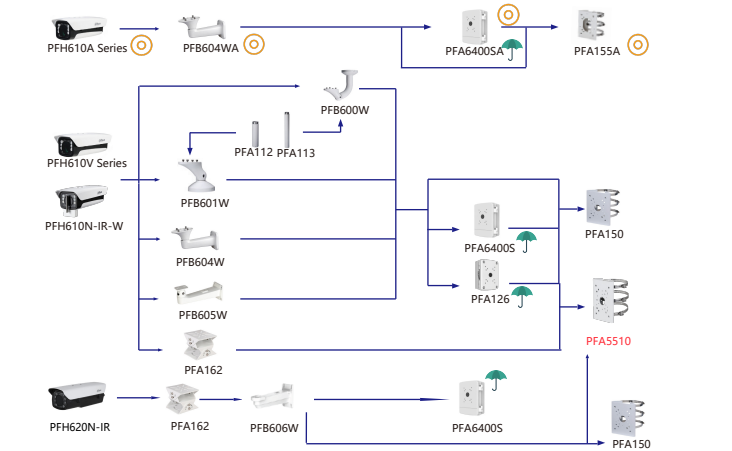 PFH610A Series
PFB604WA
PFA6400SA
PFA155A
PFB600W
PFA112
PFA113
PFH610V Series
PFB601W
PFH610N-IR-W
PFA150
PFA6400S
PFB604W
PFA126
PFB605W
PFA5510
PFA162
PFH620N-IR
PFA162
PFB606W
PFA6400S
PFA150